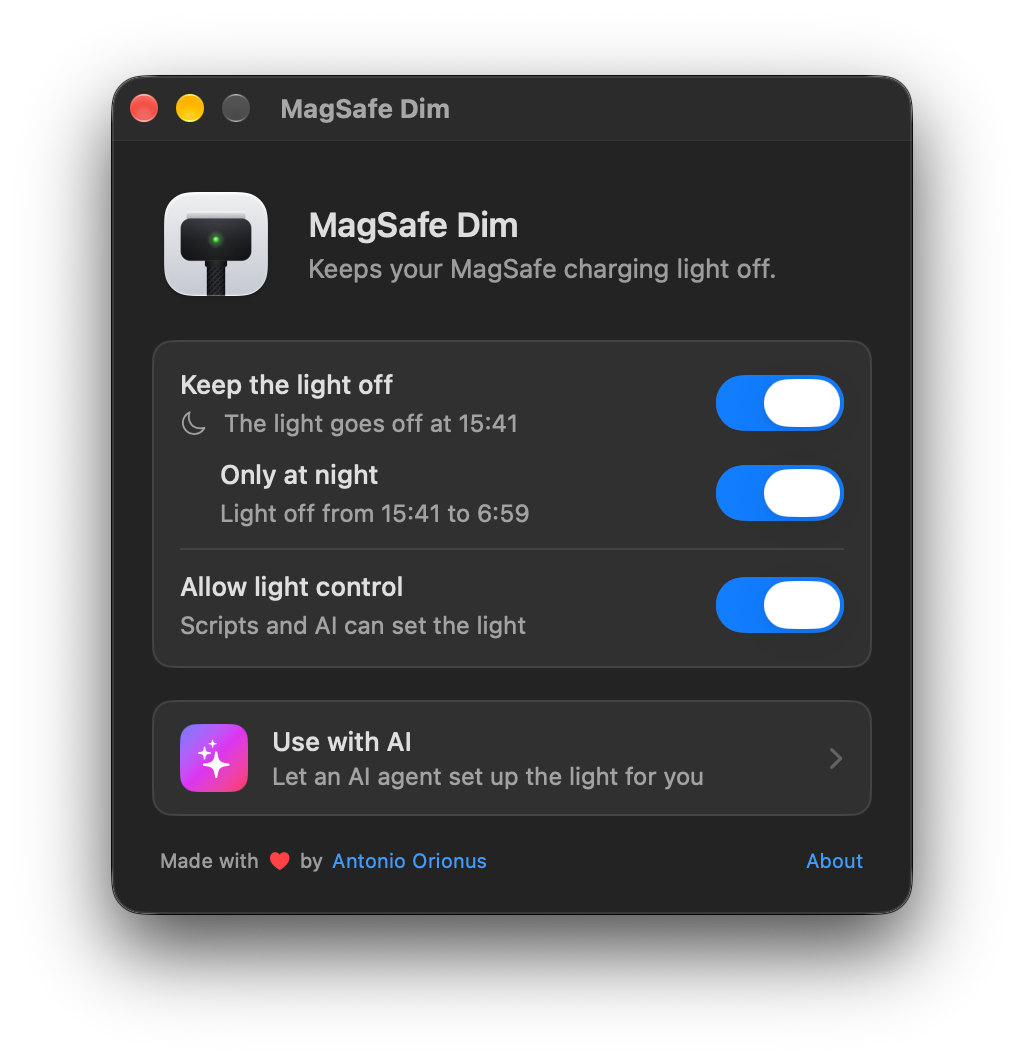 MagSafe Dim
MagSafe Dim
Keeps your MagSafe charging light off.
Keep the light off
The light goes off at 15:41
Only at night
Light off from 15:41 to 6:59
Allow light control
Scripts and AI can set the light
Use with AI
Let an AI agent set up the light for you
Made with ❤️ by Antonio Orionus
About